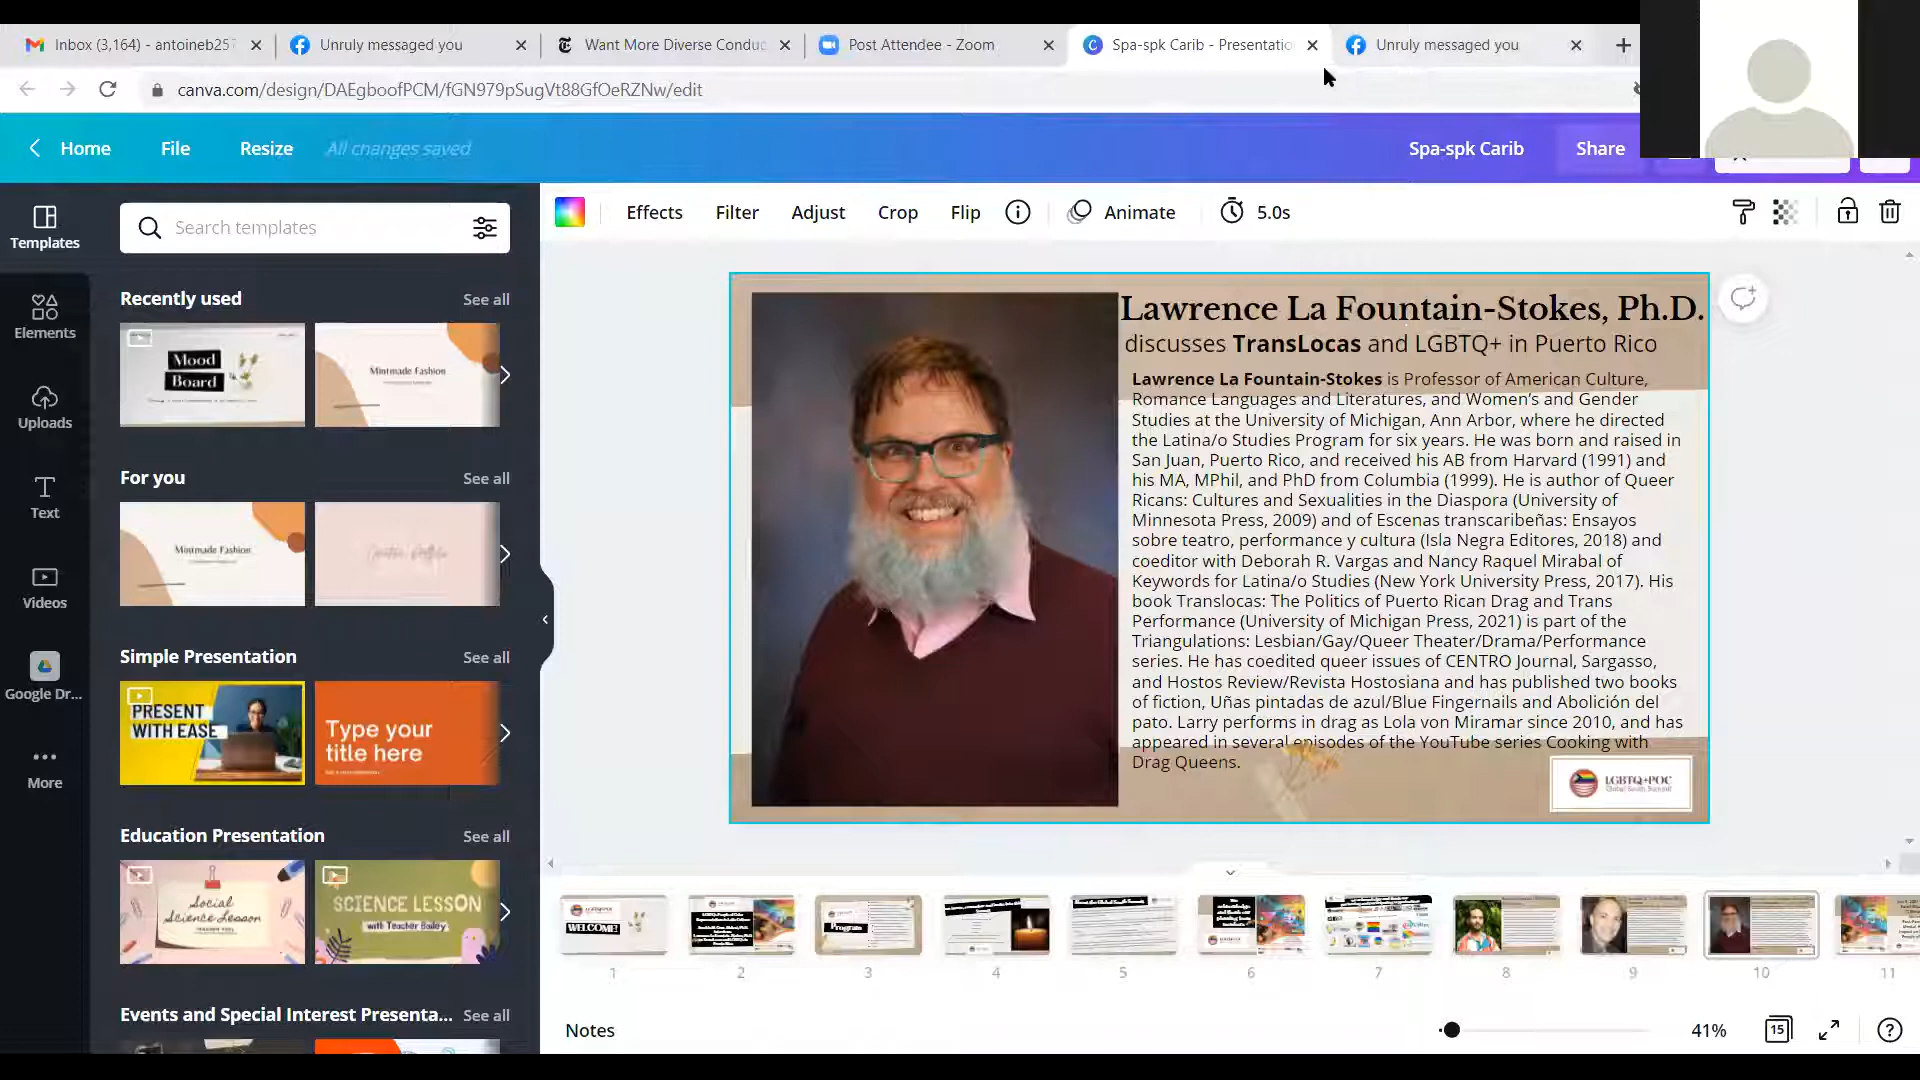 Inbox (3,164) - antoineb257
Unruly messaged you
Want More Diverse Conduc
Post Attendee - Zoom
Spa-spk Carib - Presentatio
Unruly messaged you
canva.com/design/DAEgboofPCM/fGN979pSugVt88GfOeRZNw/edit
Home
File
Resize
All changes saved
Spa-spk Carib
Share
Templates
Elements
Uploads
Text
Videos
Google Dr...
More
Search templates
Recently used
See all
Mood
Board
Mintmade Fashion
For you
See all
Mintmade Fashion
Simple Presentation
See all
PRESENT
WITH EASE
Type your
title here
Education Presentation
See all
Social
Science Lesson
SCIENCE LESSON
with Teacher Bailey
Events and Special Interest Presenta...
See all
Effects
Filter
Adjust
Crop
Flip
Animate
5.0s
Lawrence La Fountain-Stokes, Ph.D.
discusses TransLocas and LGBTQ+ in Puerto Rico
Lawrence La Fountain-Stokes is Professor of American Culture,
Romance Languages and Literatures, and Women's and Gender
Studies at the University of Michigan, Ann Arbor, where he directed
the Latina/o Studies Program for six years. He was born and raised in
San Juan, Puerto Rico, and received his AB from Harvard (1991) and
his MA, MPhil, and PhD from Columbia (1999). He is author of Queer
Ricans: Cultures and Sexualities in the Diaspora (University of
Minnesota Press, 2009) and of Escenas transcaribeñas: Ensayos
sobre teatro, performance y cultura (Isla Negra Editores, 2018) and
coeditor with Deborah R. Vargas and Nancy Raquel Mirabal of
Keywords for Latina/o Studies (New York University Press, 2017). His
book Translocas: The Politics of Puerto Rican Drag and Trans
Performance (University of Michigan Press, 2021) is part of the
Triangulations: Lesbian/Gay/Queer Theater/Drama/Performance
series. He has coedited queer issues of CENTRO Journal, Sargasso,
and Hostos Review/Revista Hostosiana and has published two books
of fiction, Uñas pintadas de azul/Blue Fingernails and Abolición del
pato. Larry performs in drag as Lola von Miramar since 2010, and has
appeared in several episodes of the YouTube series Cooking with
Drag Queens.
LGBTQ+POC
Global South Summit
WELCOME!
Program
1
2
3
4
5
6
7
8
9
10
11
Notes
41%
15